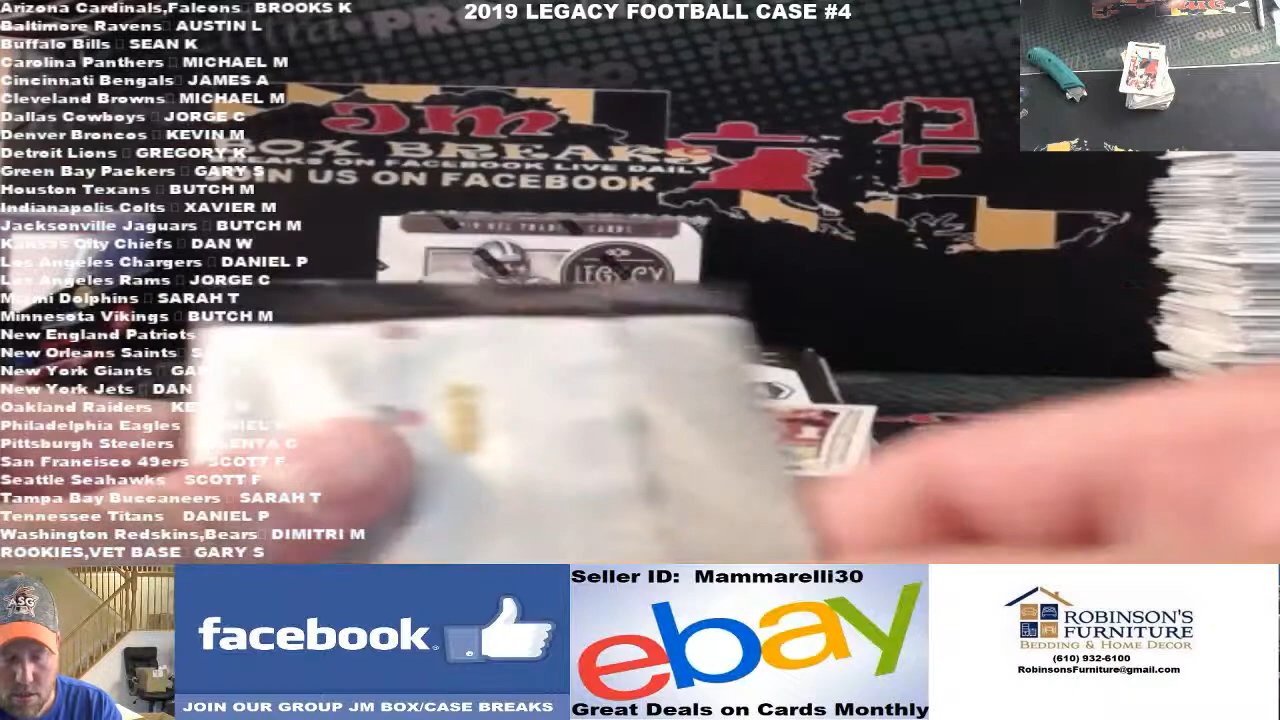 2019 LEGACY FOOTBALL CASE #4
Arizona Cardinals,Falcons BROOKS K
Baltimore Ravens AUSTIN L
Buffalo Bills SEAN K
Carolina Panthers MICHAEL M
Cincinnati Bengals JAMES A
Cleveland Browns MICHAEL M
Dallas Cowboys JORGE C
Denver Broncos KEVIN M
Detroit Lions GREGORY K
Green Bay Packers GARY S
Houston Texans BUTCH M
Indianapolis Colts XAVIER M
Jacksonville Jaguars BUTCH M
Kansas City Chiefs DAN W
Los Angeles Chargers DANIEL P
Los Angeles Rams JORGE C
Miami Dolphins SARAH T
Minnesota Vikings BUTCH M
New England Patriots
New Orleans Saints
New York Giants
New York Jets DAN
Oakland Raiders
Philadelphia Eagles
Pittsburgh Steelers
San Francisco 49ers SCOTT F
Seattle Seahawks SCOTT F
Tampa Bay Buccaneers SARAH T
Tennessee Titans DANIEL P
Washington Redskins,Bears DIMITRI M
ROOKIES,VET BASE GARY S
JM
BOX BREAKS
BREAKS ON FACEBOOK LIVE DAILY
JOIN US ON FACEBOOK
LEGACY
ASG
facebook
JOIN OUR GROUP JM BOX/CASE BREAKS
Seller ID: Mammarelli30
ebay
Great Deals on Cards Monthly
ROBINSON'S
FURNITURE
BEDDING & HOME DECOR
(610) 932-6100
RobinsonsFurniture@gmail.com